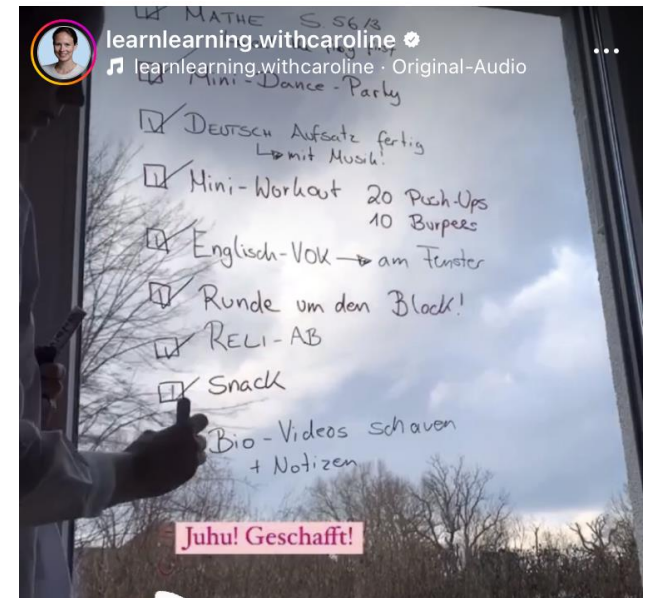 learnlearning.withcaroline
learnlearning.withcaroline · Original-Audio
MATHE S. 56/3
Mini-Dance-Party
DEUTSCH Aufsatz fertig
↳ mit Musik!
Mini-Workout 20 Push-Ups
10 Burpees
Englisch-VOK → am Fenster
Runde um den Block!
RELI-AB
Snack
Bio-Videos schauen
+ Notizen
Juhu! Geschafft!